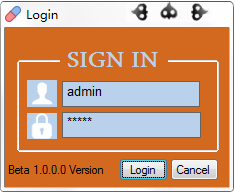 Login
SIGN IN
admin
*****
Beta 1.0.0.0 Version Login Cancel